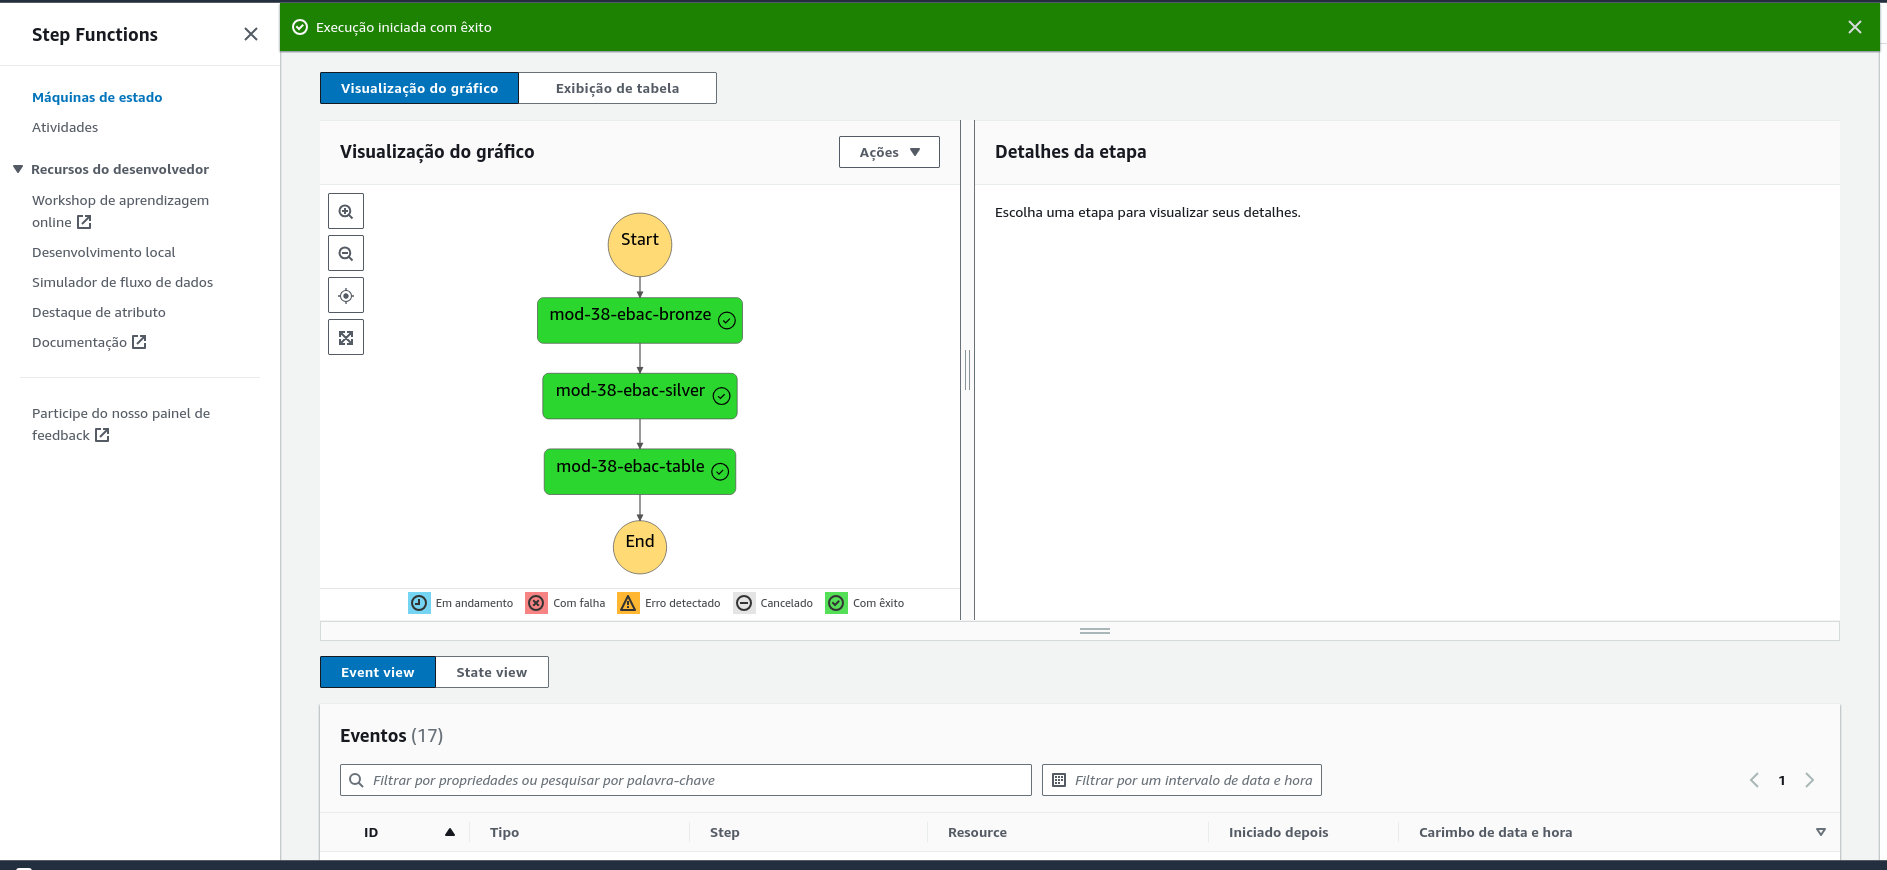 Step Functions
Execução iniciada com êxito
Máquinas de estado
Atividades
Recursos do desenvolvedor
Workshop de aprendizagem
online
Desenvolvimento local
Simulador de fluxo de dados
Destaque de atributo
Documentação
Participe do nosso painel de
feedback
Visualização do gráfico
Exibição de tabela
Visualização do gráfico
Ações
Start
mod-38-ebac-bronze
mod-38-ebac-silver
mod-38-ebac-table
End
Em andamento
Com falha
Erro detectado
Cancelado
Com êxito
Detalhes da etapa
Escolha uma etapa para visualizar seus detalhes.
Event view
State view
Eventos (17)
Filtrar por propriedades ou pesquisar por palavra-chave
Filtrar por um intervalo de data e hora
1
ID
Tipo
Step
Resource
Iniciado depois
Carimbo de data e hora